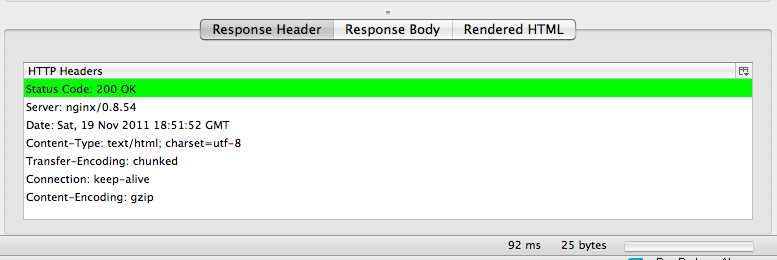 Response Header Response Body Rendered HTML
HTTP Headers
Status Code: 200 OK
Server: nginx/0.8.54
Date: Sat, 19 Nov 2011 18:51:52 GMT
Content-Type: text/html; charset=utf-8
Transfer-Encoding: chunked
Connection: keep-alive
Content-Encoding: gzip
92 ms 25 bytes